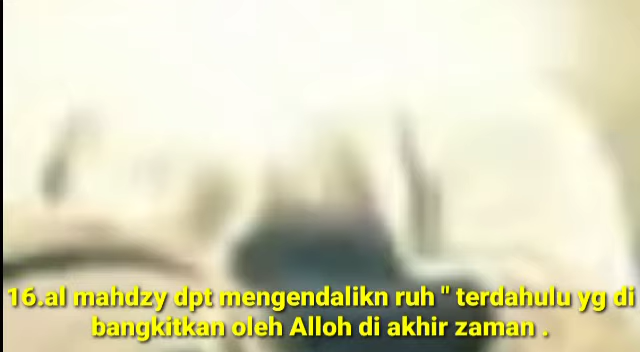 16.al mahdzy dpt mengendalikn ruh " terdahulu yg di
bangkitkan oleh Alloh di akhir zaman .